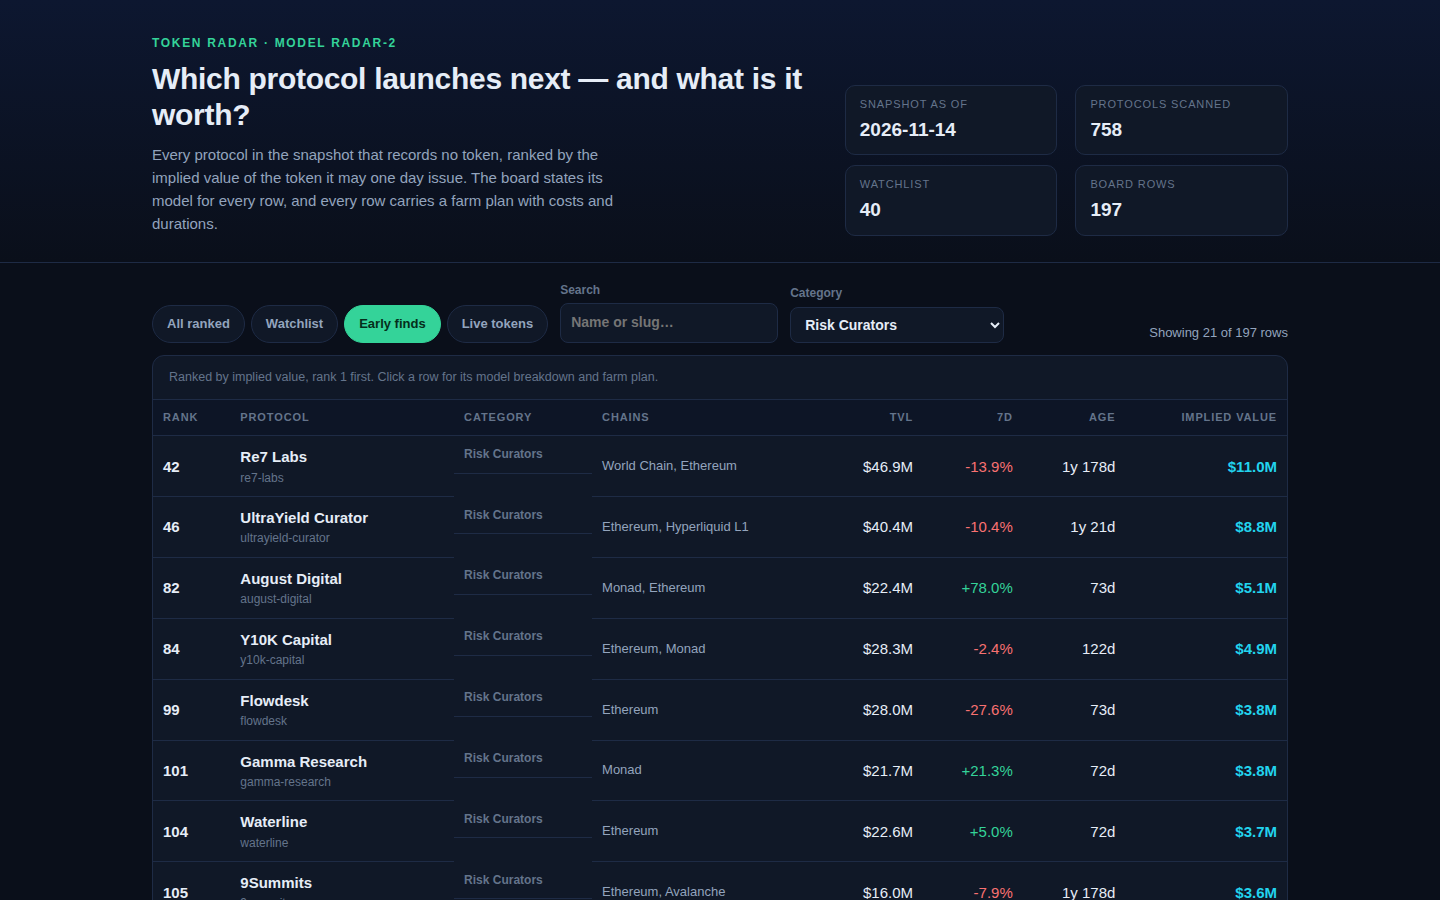 TOKEN RADAR · MODEL RADAR-2
Which protocol launches next — and what is it
worth?
Every protocol in the snapshot that records no token, ranked by the
implied value of the token it may one day issue. The board states its
model for every row, and every row carries a farm plan with costs and
durations.
SNAPSHOT AS OF
2026-11-14
PROTOCOLS SCANNED
758
WATCHLIST
40
BOARD ROWS
197
All ranked
Watchlist
Early finds
Live tokens
Search
Name or slug…
Category
Risk Curators
Showing 21 of 197 rows
Ranked by implied value, rank 1 first. Click a row for its model breakdown and farm plan.
RANK PROTOCOL CATEGORY CHAINS TVL 7D AGE IMPLIED VALUE
42 Re7 Labs Risk Curators World Chain, Ethereum $46.9M -13.9% 1y 178d $11.0M
re7-labs
46 UltraYield Curator Risk Curators Ethereum, Hyperliquid L1 $40.4M -10.4% 1y 21d $8.8M
ultrayield-curator
82 August Digital Risk Curators Monad, Ethereum $22.4M +78.0% 73d $5.1M
august-digital
84 Y10K Capital Risk Curators Ethereum, Monad $28.3M -2.4% 122d $4.9M
y10k-capital
99 Flowdesk Risk Curators Ethereum $28.0M -27.6% 73d $3.8M
flowdesk
101 Gamma Research Risk Curators Monad $21.7M +21.3% 72d $3.8M
gamma-research
104 Waterline Risk Curators Ethereum $22.6M +5.0% 72d $3.7M
waterline
105 9Summits Risk Curators Ethereum, Avalanche $16.0M -7.9% 1y 178d $3.6M